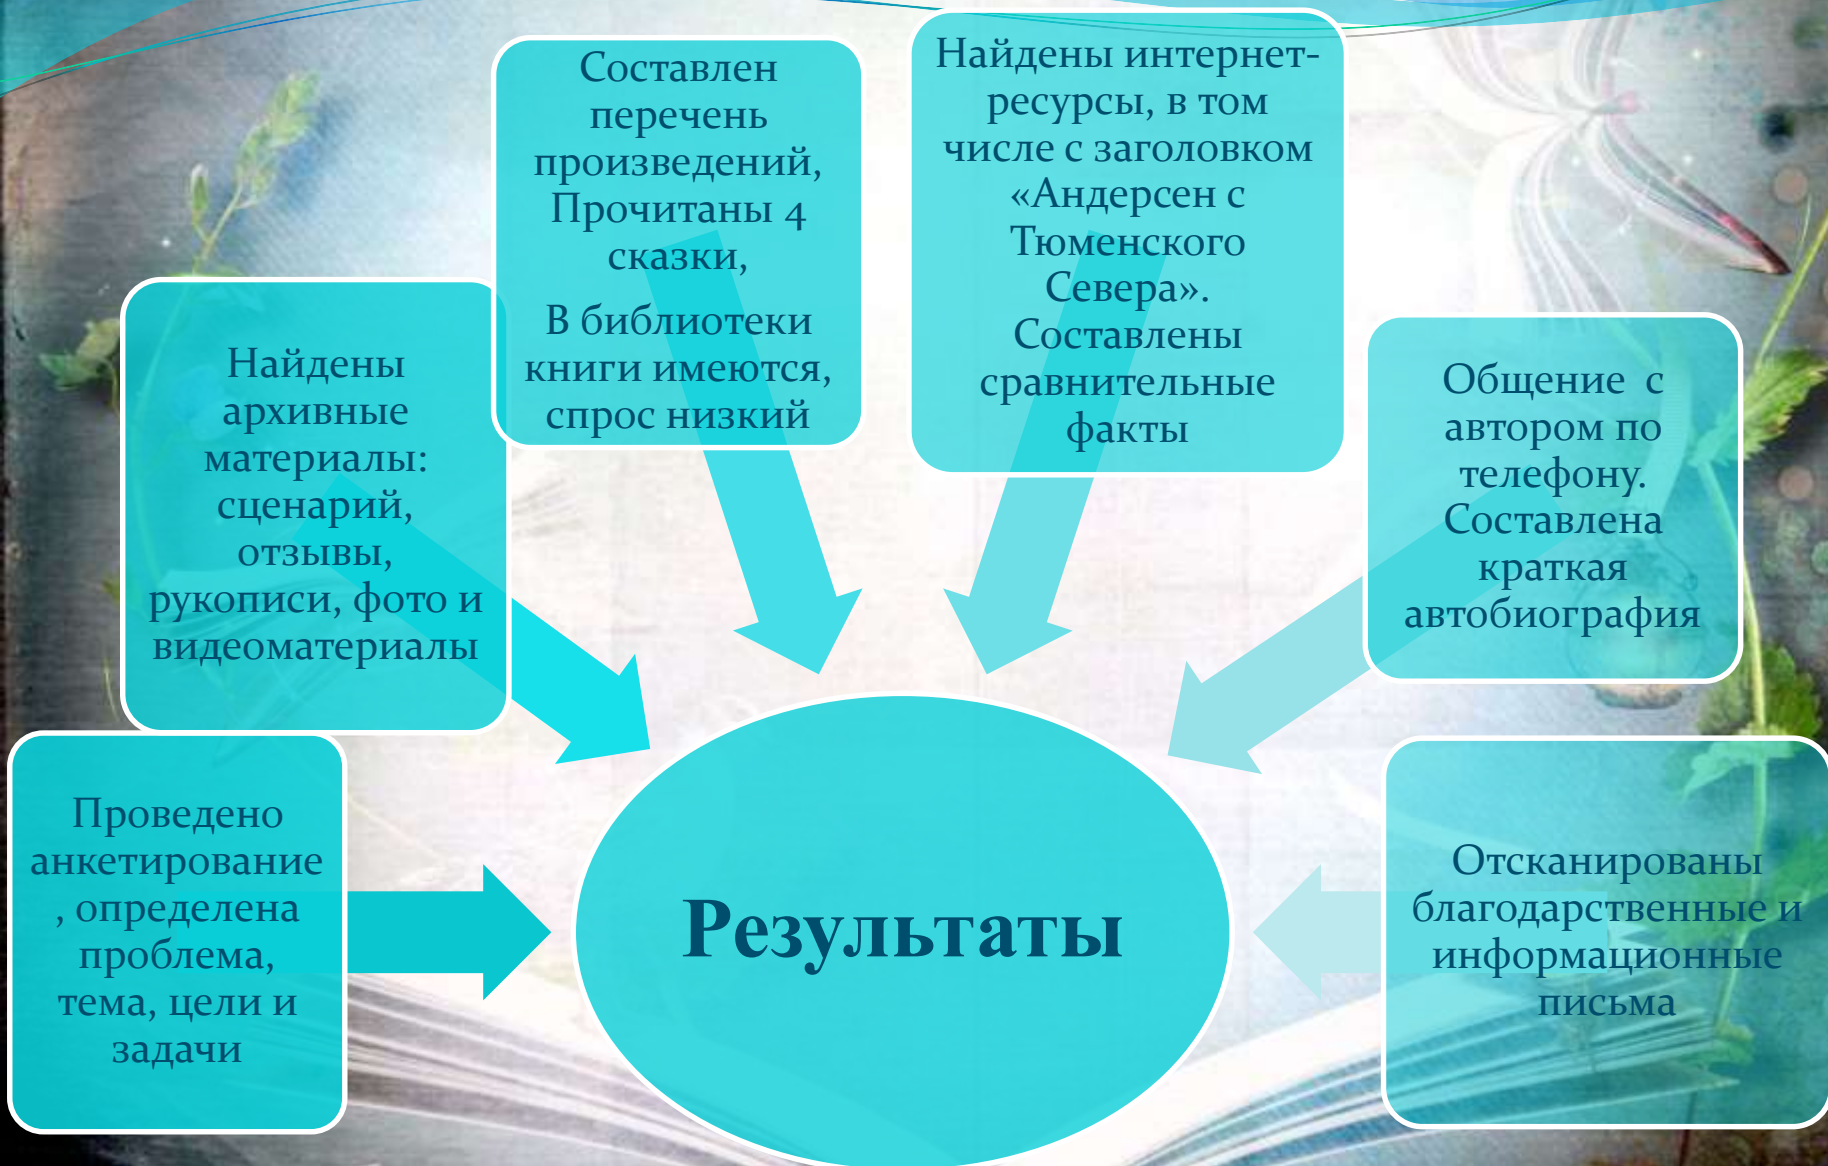 Проведено
анкетирование
, определена
проблема,
тема, цели и
задачи
Найдены
архивные
материалы:
сценарий,
отзывы,
рукописи, фото и
видеоматериалы
Составлен
перечень
произведений,
Прочитаны 4
сказки,
В библиотеки
книги имеются,
спрос низкий
Найдены интернет-
ресурсы, в том
числе с заголовком
«Андерсен с
Тюменского
Севера».
Составлены
сравнительные
факты
Общение с
автором по
телефону.
Составлена
краткая
автобиография
Отсканированы
благодарственные и
информационные
письма
Результаты